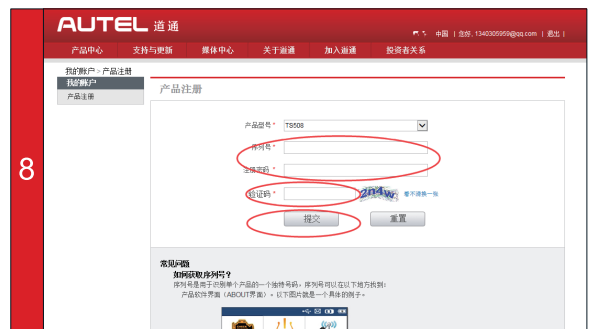 AUTEL 道通
中国 | 您好, 1340305959@qq.com | 退出 |
产品中心 支持与更新 媒体中心 关于道通 加入道通 投资者关系
我的账户 > 产品注册
我的账户
产品注册
产品注册
8
产品型号 * TS508
序列号 *
注册密码 *
验证码 * 2n4w 看不清换一张
提交 重置
常见问题
如何获取序列号?
序列号是用于识别单个产品的一个独特号码。序列号可以在以下地方找到:
产品软件界面(ABOUT界面)。以下图片就是一个具体的例子。